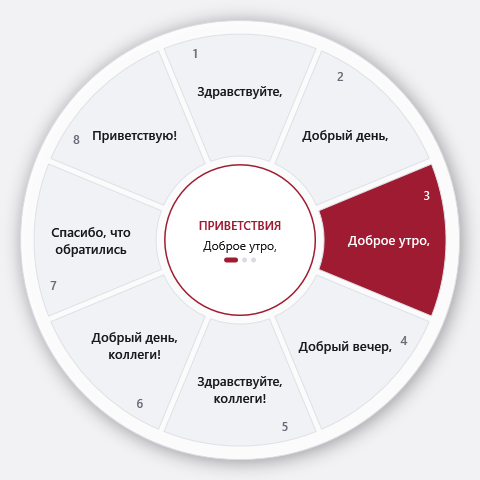 1
Здравствуйте,
2
Добрый день,
3
Доброе утро,
4
Добрый вечер,
5
Здравствуйте,
коллеги!
6
Добрый день,
коллеги!
7
Спасибо, что
обратились
8
Приветствую!
ПРИВЕТСТВИЯ
Доброе утро,